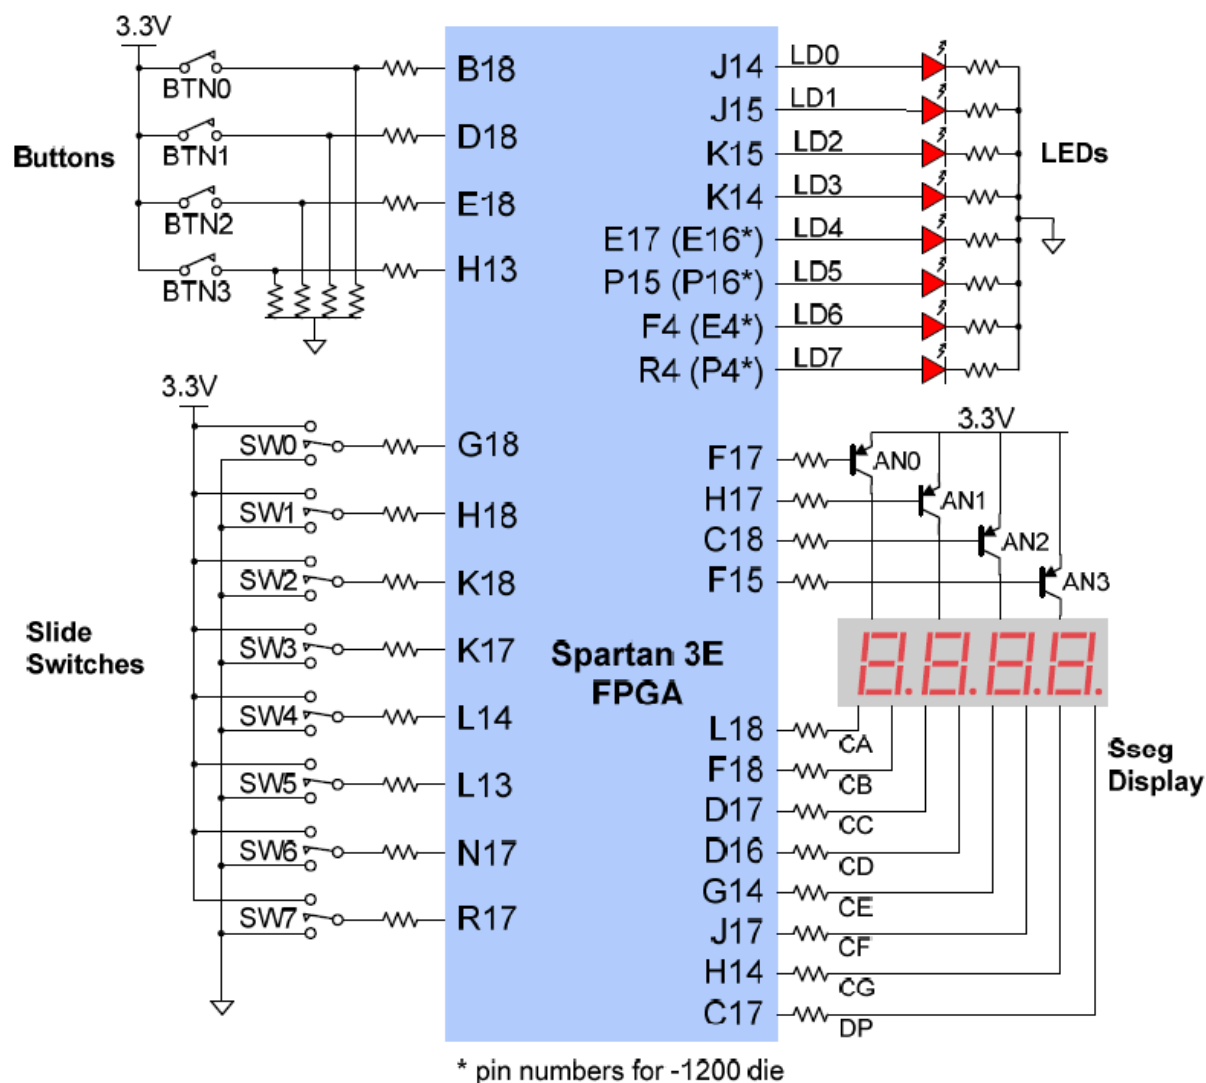 3.3V
BTN0
BTN1
BTN2
BTN3
Buttons
B18
D18
E18
H13
3.3V
SW0
SW1
SW2
SW3
SW4
SW5
SW6
SW7
Slide
Switches
G18
H18
K18
K17
L14
L13
N17
R17
Spartan 3E
FPGA
J14 LD0
J15 LD1
K15 LD2
K14 LD3
E17 (E16*) LD4
P15 (P16*) LD5
F4 (E4*) LD6
R4 (P4*) LD7
LEDs
3.3V
F17 AN0
H17 AN1
C18 AN2
F15 AN3
L18 CA
F18 CB
D17 CC
D16 CD
G14 CE
J17 CF
H14 CG
C17 DP
Sseg
Display
* pin numbers for -1200 die